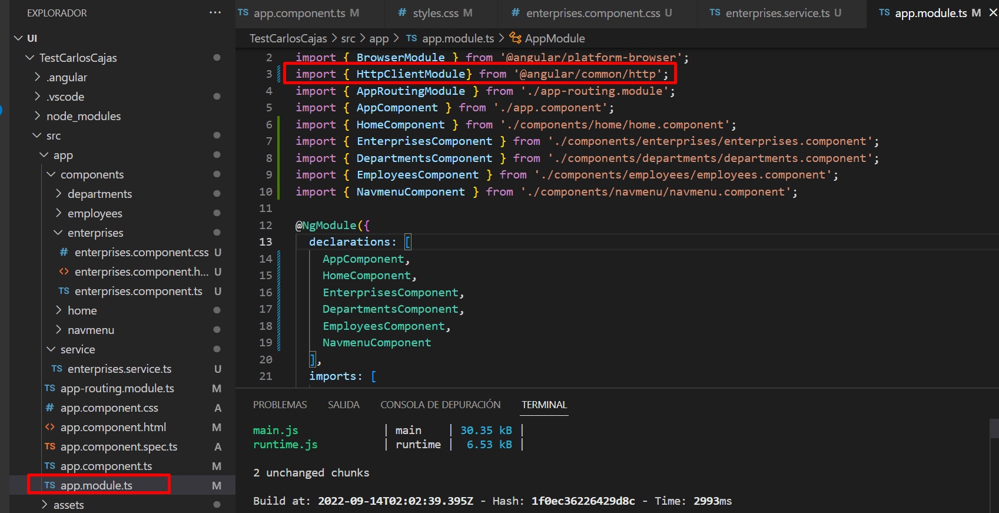 EXPLORADOR ···
UI
TestCarlosCajas
.angular
.vscode
node_modules
src
app
components
departments
employees
enterprises
# enterprises.component.css U
<> enterprises.component.h... U
TS enterprises.component.ts U
home
navmenu
service
TS enterprises.service.ts U
TS app-routing.module.ts M
# app.component.css A
<> app.component.html M
TS app.component.spec.ts A
TS app.component.ts M
TS app.module.ts M
assets
TS app.component.ts M # styles.css M # enterprises.component.css U TS enterprises.service.ts U TS app.module.ts M ×
TestCarlosCajas > src > app > TS app.module.ts > AppModule
2 import { BrowserModule } from '@angular/platform-browser';
3 import { HttpClientModule} from '@angular/common/http';
4 import { AppRoutingModule } from './app-routing.module';
5 import { AppComponent } from './app.component';
6 import { HomeComponent } from './components/home/home.component';
7 import { EnterprisesComponent } from './components/enterprises/enterprises.component';
8 import { DepartmentsComponent } from './components/departments/departments.component';
9 import { EmployeesComponent } from './components/employees/employees.component';
10 import { NavmenuComponent } from './components/navmenu/navmenu.component';
11
12 @NgModule({
13 declarations: [
14 AppComponent,
15 HomeComponent,
16 EnterprisesComponent,
17 DepartmentsComponent,
18 EmployeesComponent,
19 NavmenuComponent
20 ],
21 imports: [
PROBLEMAS SALIDA CONSOLA DE DEPURACIÓN TERMINAL
main.js | main | 30.35 kB |
runtime.js | runtime | 6.53 kB |
2 unchanged chunks
Build at: 2022-09-14T02:02:39.395Z - Hash: 1f0ec36226429d8c - Time: 2993ms